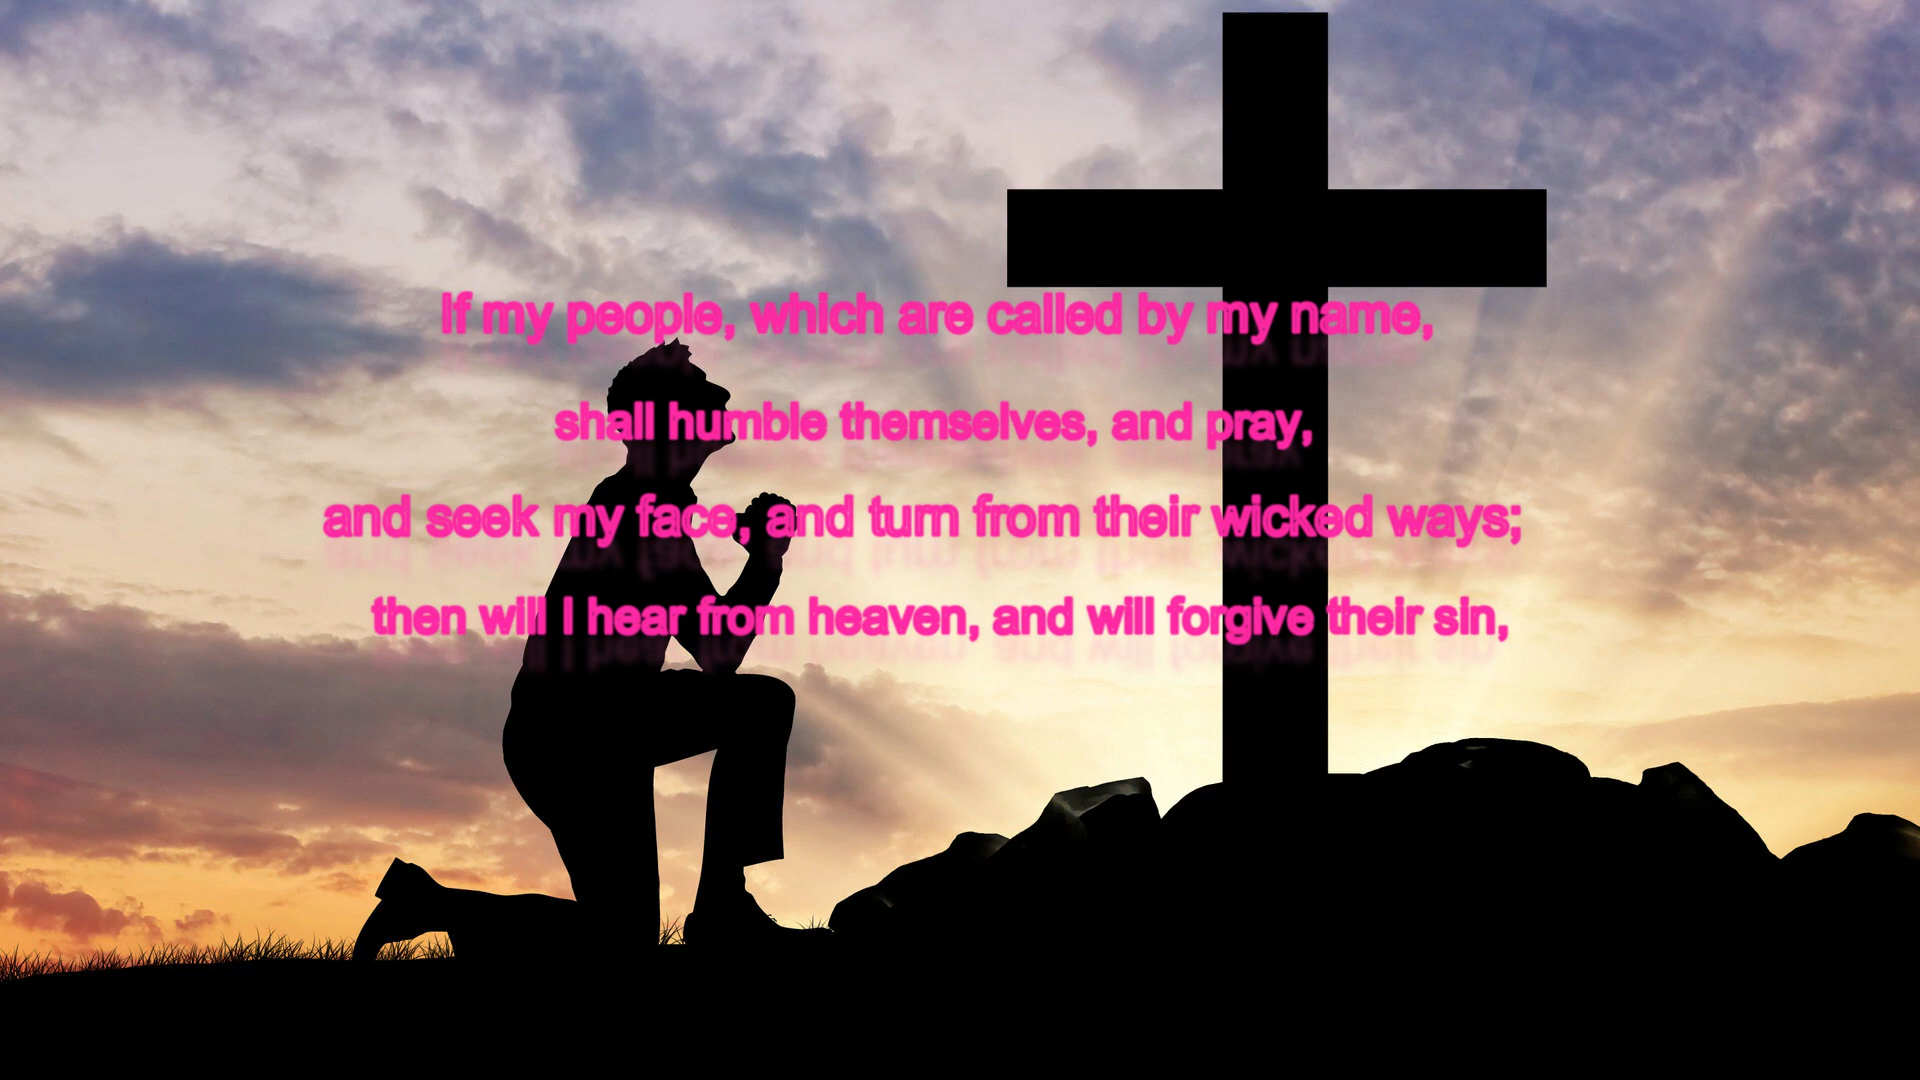 If my people, which are called by my name,
shall humble themselves, and pray,
and seek my face, and turn from their wicked ways;
then will I hear from heaven, and will forgive their sin,